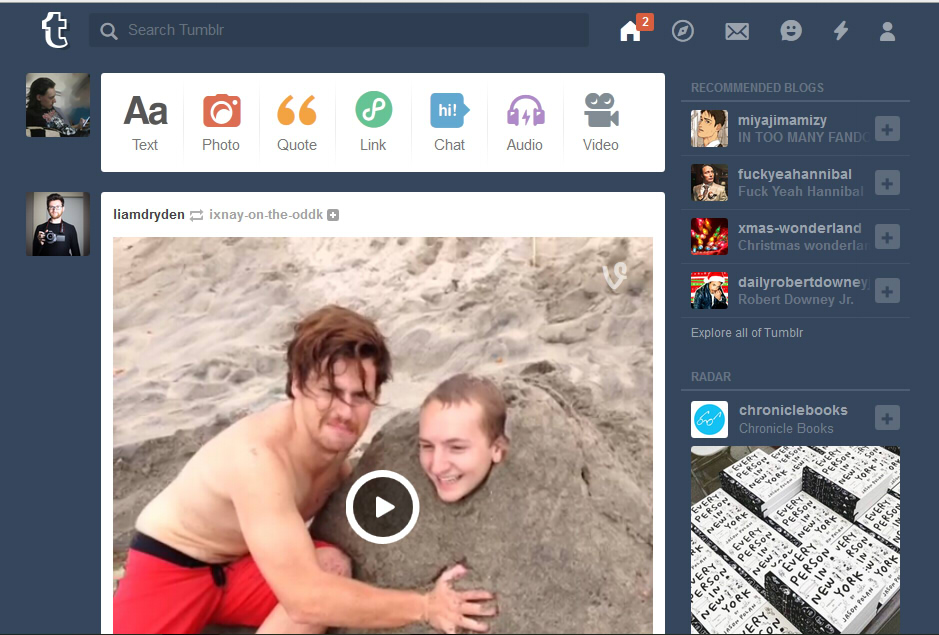 t
Search Tumblr
2
Aa
hi!
Text
Photo
Quote
Link
Chat
Audio
Video
liamdryden ixnay-on-the-oddk
RECOMMENDED BLOGS
miyajimamizy
IN TOO MANY FANDO
fuckyeahhannibal
Fuck Yeah Hannibal
xmas-wonderland
Christmas wonderla
dailyrobertdowney
Robert Downey Jr.
Explore all of Tumblr
RADAR
chroniclebooks
Chronicle Books
EVERY
PERSON
IN
NEW
YORK
JASON POLAN